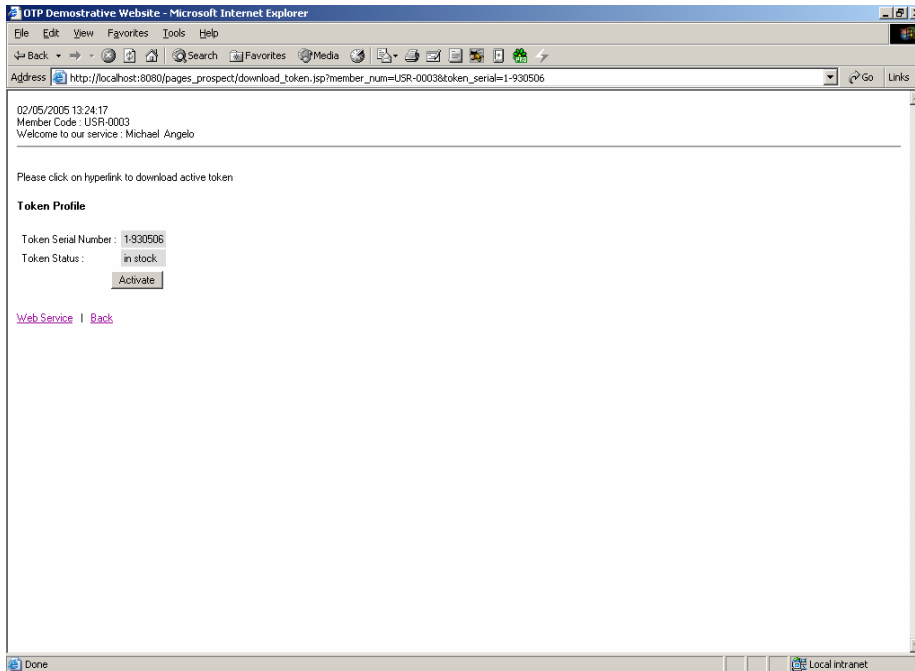 OTP Demostrative Website - Microsoft Internet Explorer
File Edit View Favorites Tools Help
Back Search Favorites Media
Address http://localhost:8080/pages_prospect/download_token.jsp?member_num=USR-0003&token_serial=1-930506 Go Links
02/05/2005 13:24:17
Member Code : USR-0003
Welcome to our service : Michael Angelo
Please click on hyperlink to download active token
Token Profile
Token Serial Number : 1-930506
Token Status : in stock
Activate
Web Service | Back
Done Local intranet